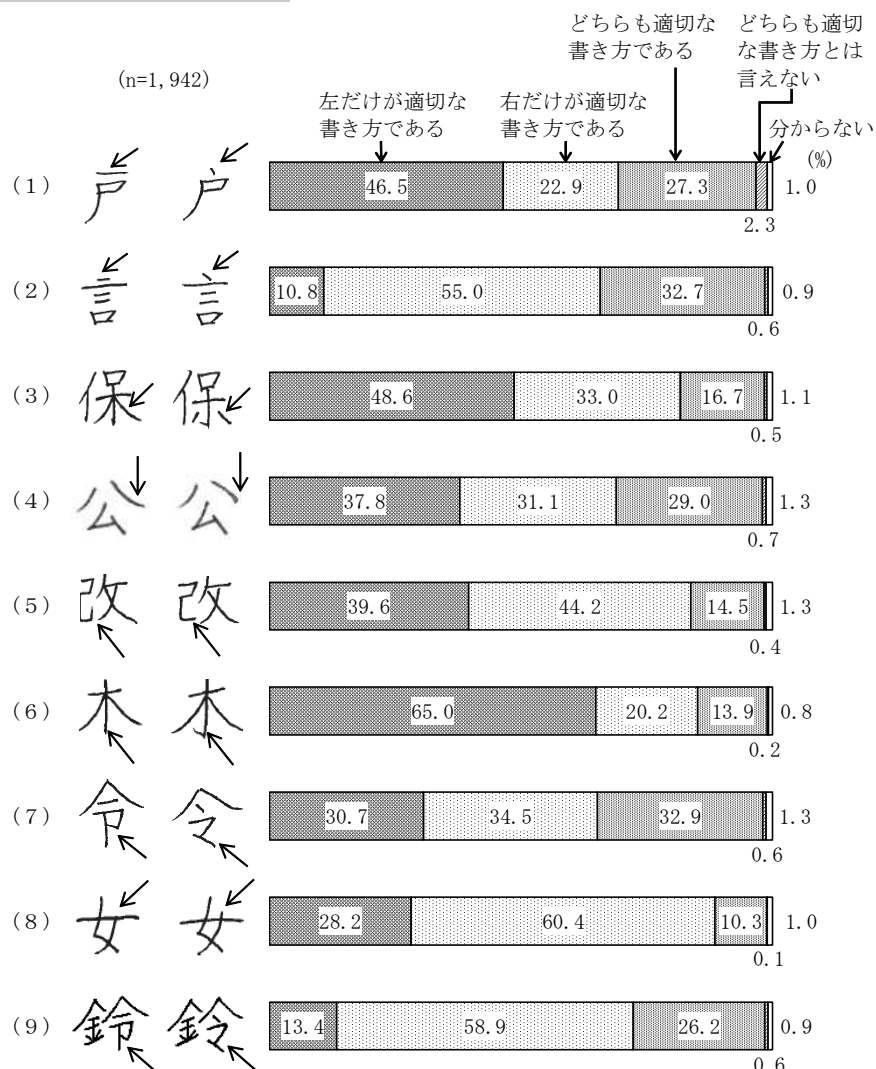 どちらも適切な
書き方である
どちらも適切
な書き方とは
言えない
(n=1,942)
左だけが適切な
書き方である
右だけが適切な
書き方である
分からない
(%)
(1) 戸 戸 46.5 22.9 27.3 1.0
2.3
(2) 言 言 10.8 55.0 32.7 0.9
0.6
(3) 保 保 48.6 33.0 16.7 1.1
0.5
(4) 公 公 37.8 31.1 29.0 1.3
0.7
(5) 改 改 39.6 44.2 14.5 1.3
0.4
(6) 木 木 65.0 20.2 13.9 0.8
0.2
(7) 令 令 30.7 34.5 32.9 1.3
0.6
(8) 女 女 28.2 60.4 10.3 1.0
0.1
(9) 鈴 鈴 13.4 58.9 26.2 0.9
0.6